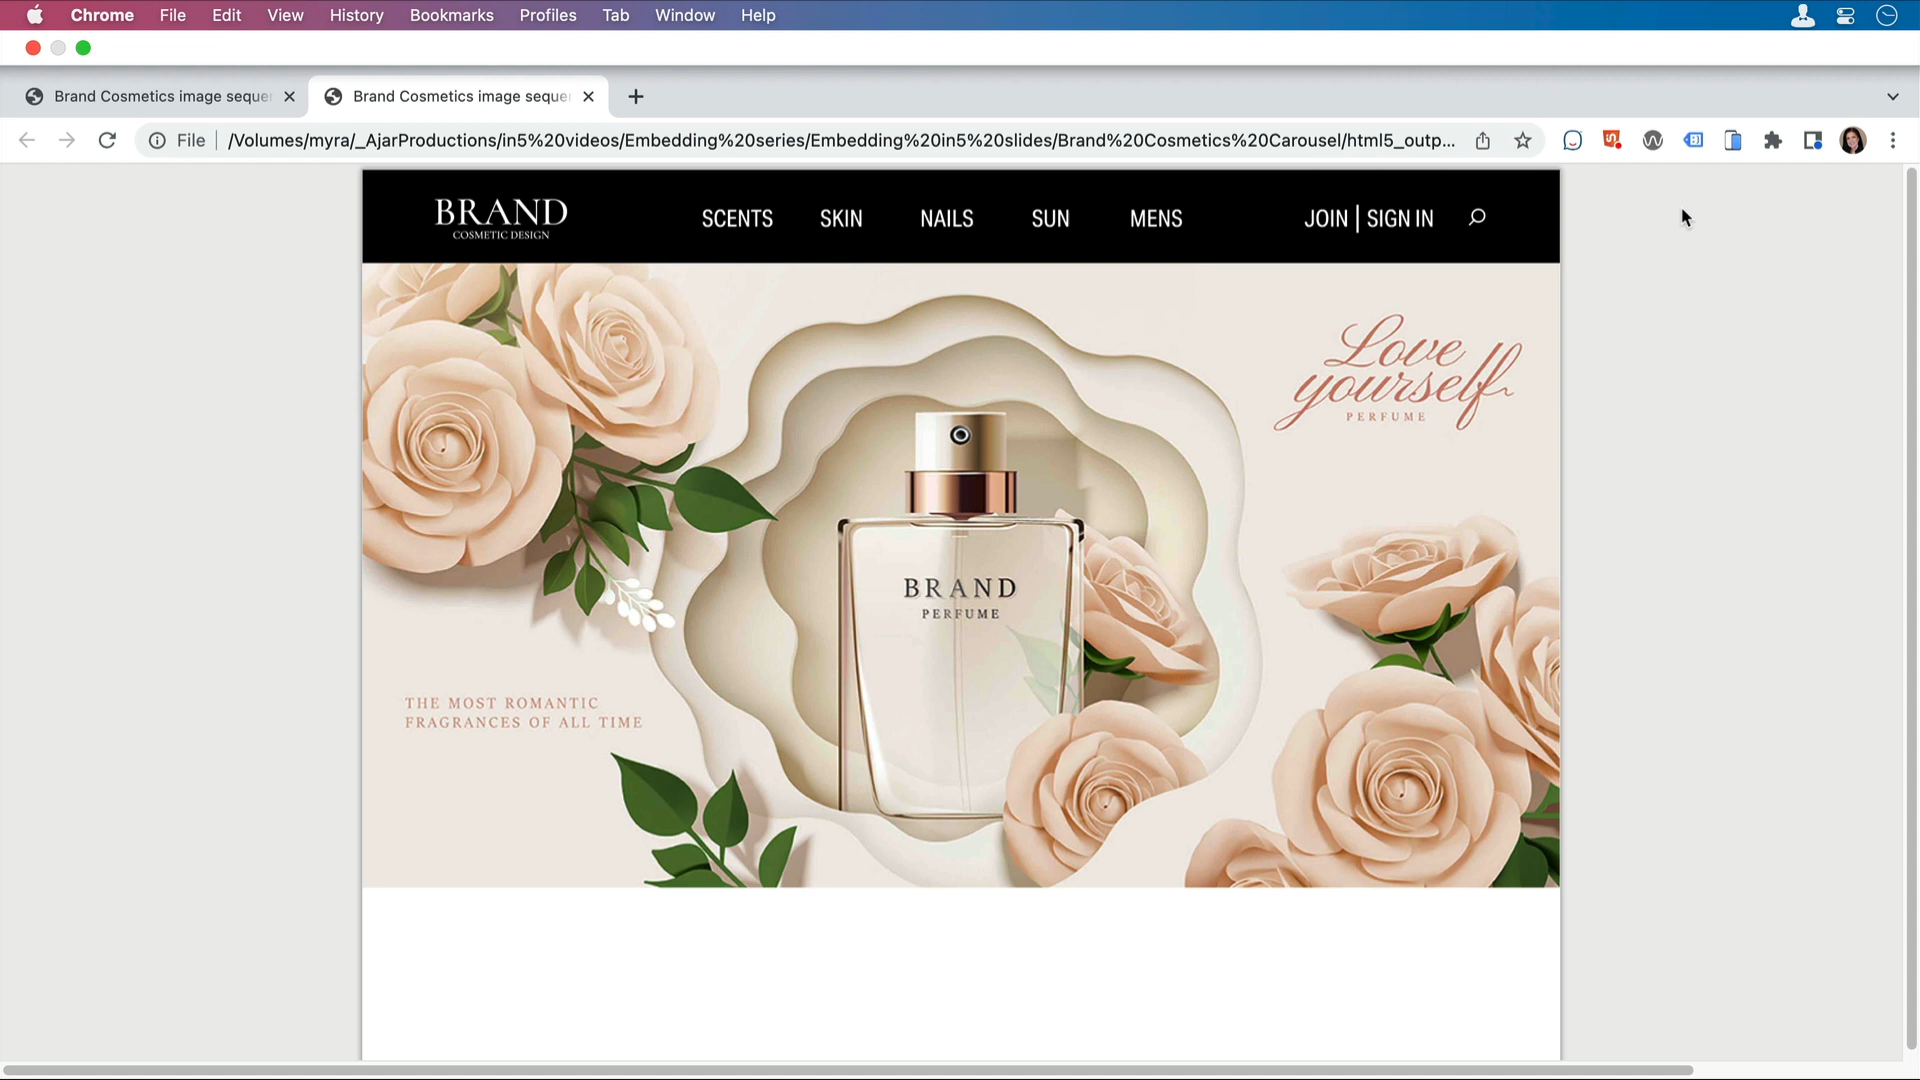 Chrome File Edit View History Bookmarks Profiles Tab Window Help
Brand Cosmetics image seque
Brand Cosmetics image seque
File
/Volumes/myra/_AjarProductions/in5%20videos/Embedding%20series/Embedding%20in5%20slides/Brand%20Cosmetics%20Carousel/html5_outp...
BRAND
COSMETIC DESIGN
SCENTS SKIN NAILS SUN MENS
JOIN | SIGN IN
Love
yourself
PERFUME
BRAND
PERFUME
THE MOST ROMANTIC
FRAGRANCES OF ALL TIME